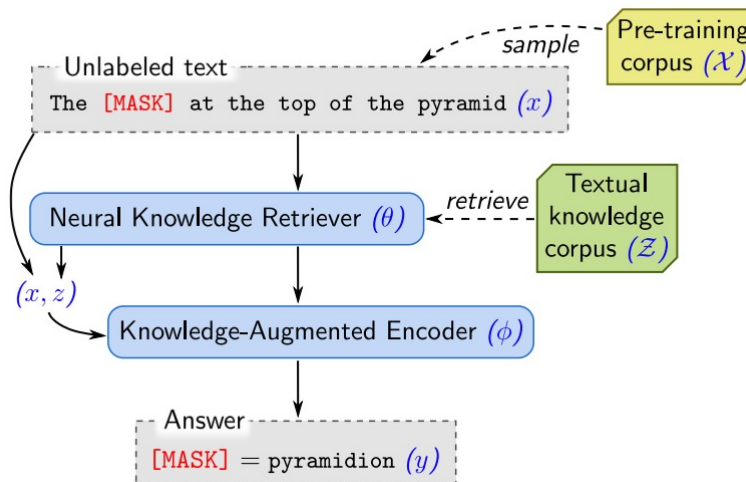 Pre-training
corpus (𝒳)
sample
Unlabeled text
The [MASK] at the top of the pyramid (x)
Neural Knowledge Retriever (θ)
retrieve
Textual
knowledge
corpus (𝒵)
(x, z)
Knowledge-Augmented Encoder (ϕ)
Answer
[MASK] = pyramidion (y)